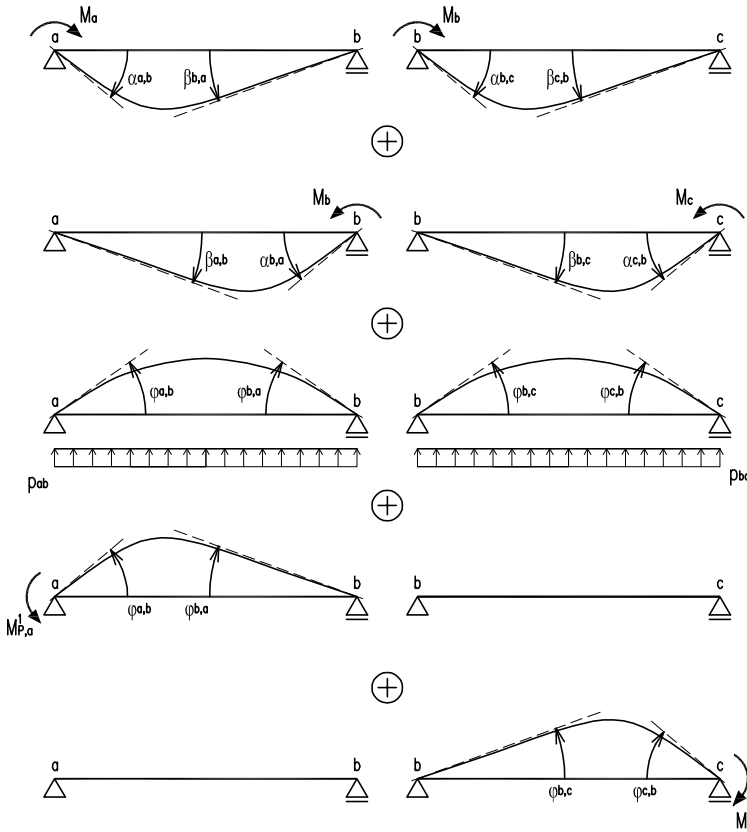 Ma Mb
a b b c
αa,b βb,a αb,c βc,b
Mb Mc
a b b c
βa,b αb,a βb,c αc,b
φa,b φb,a φb,c φc,b
a b b c
pab pbc
a b b c
φa,b φb,a
M¹P,a
a b b c
φb,c φc,b
M